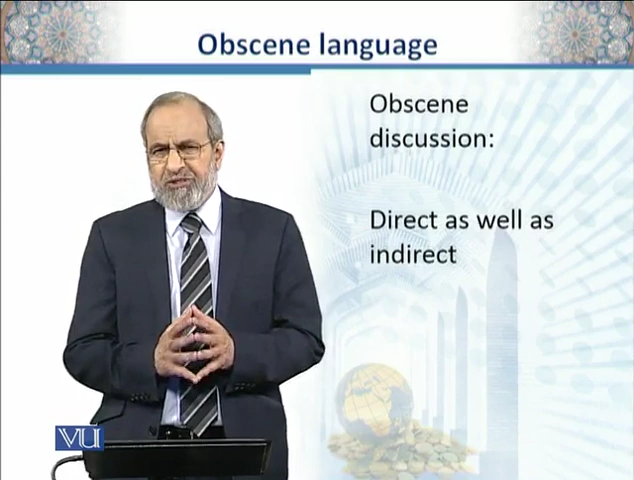 Obscene language
Obscene
discussion:
Direct as well as
indirect
VU